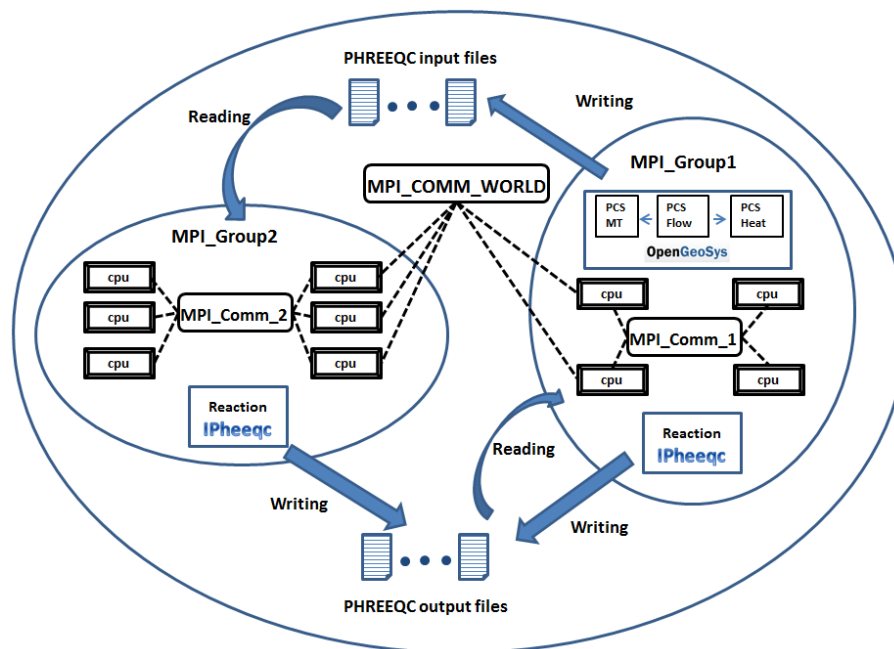 PHREEQC input files
Reading
Writing
MPI_COMM_WORLD
MPI_Group1
PCS
MT
PCS
Flow
PCS
Heat
OpenGeoSys
MPI_Group2
cpu
cpu
cpu
cpu
cpu
cpu
MPI_Comm_2
cpu
cpu
cpu
cpu
MPI_Comm_1
Reaction
IPheeqc
Reaction
IPheeqc
Reading
Writing
Writing
PHREEQC output files